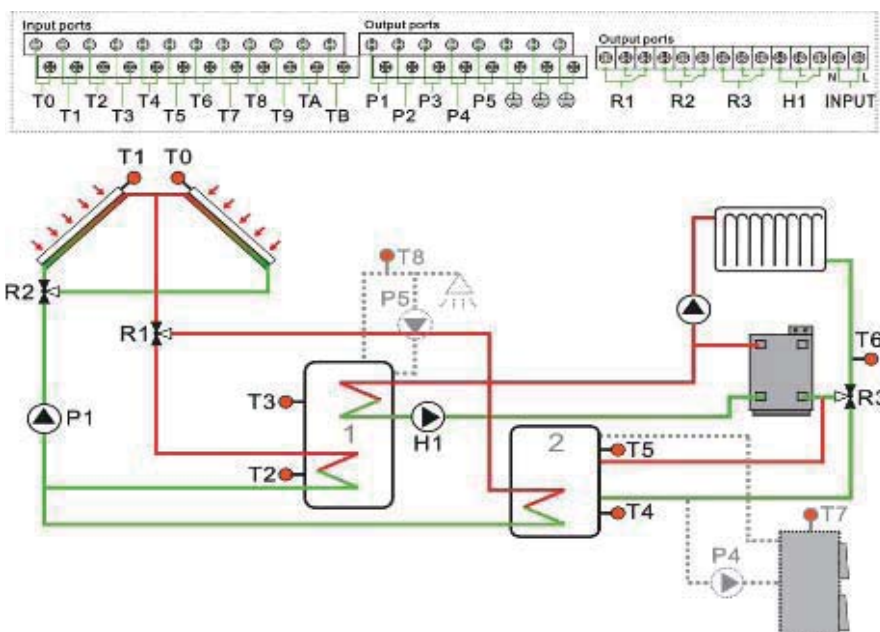 Input ports
Output ports
Output ports
T0 T2 T4 T6 T8 TA
T1 T3 T5 T7 T9 TB
P1 P3 P5
P2 P4
R1 R2 R3 H1 INPUT
N L
T1 T0
R2
T8
P5
R1
T6
T3
R3
P1
1
H1
2
T5
T2
T4
T7
P4